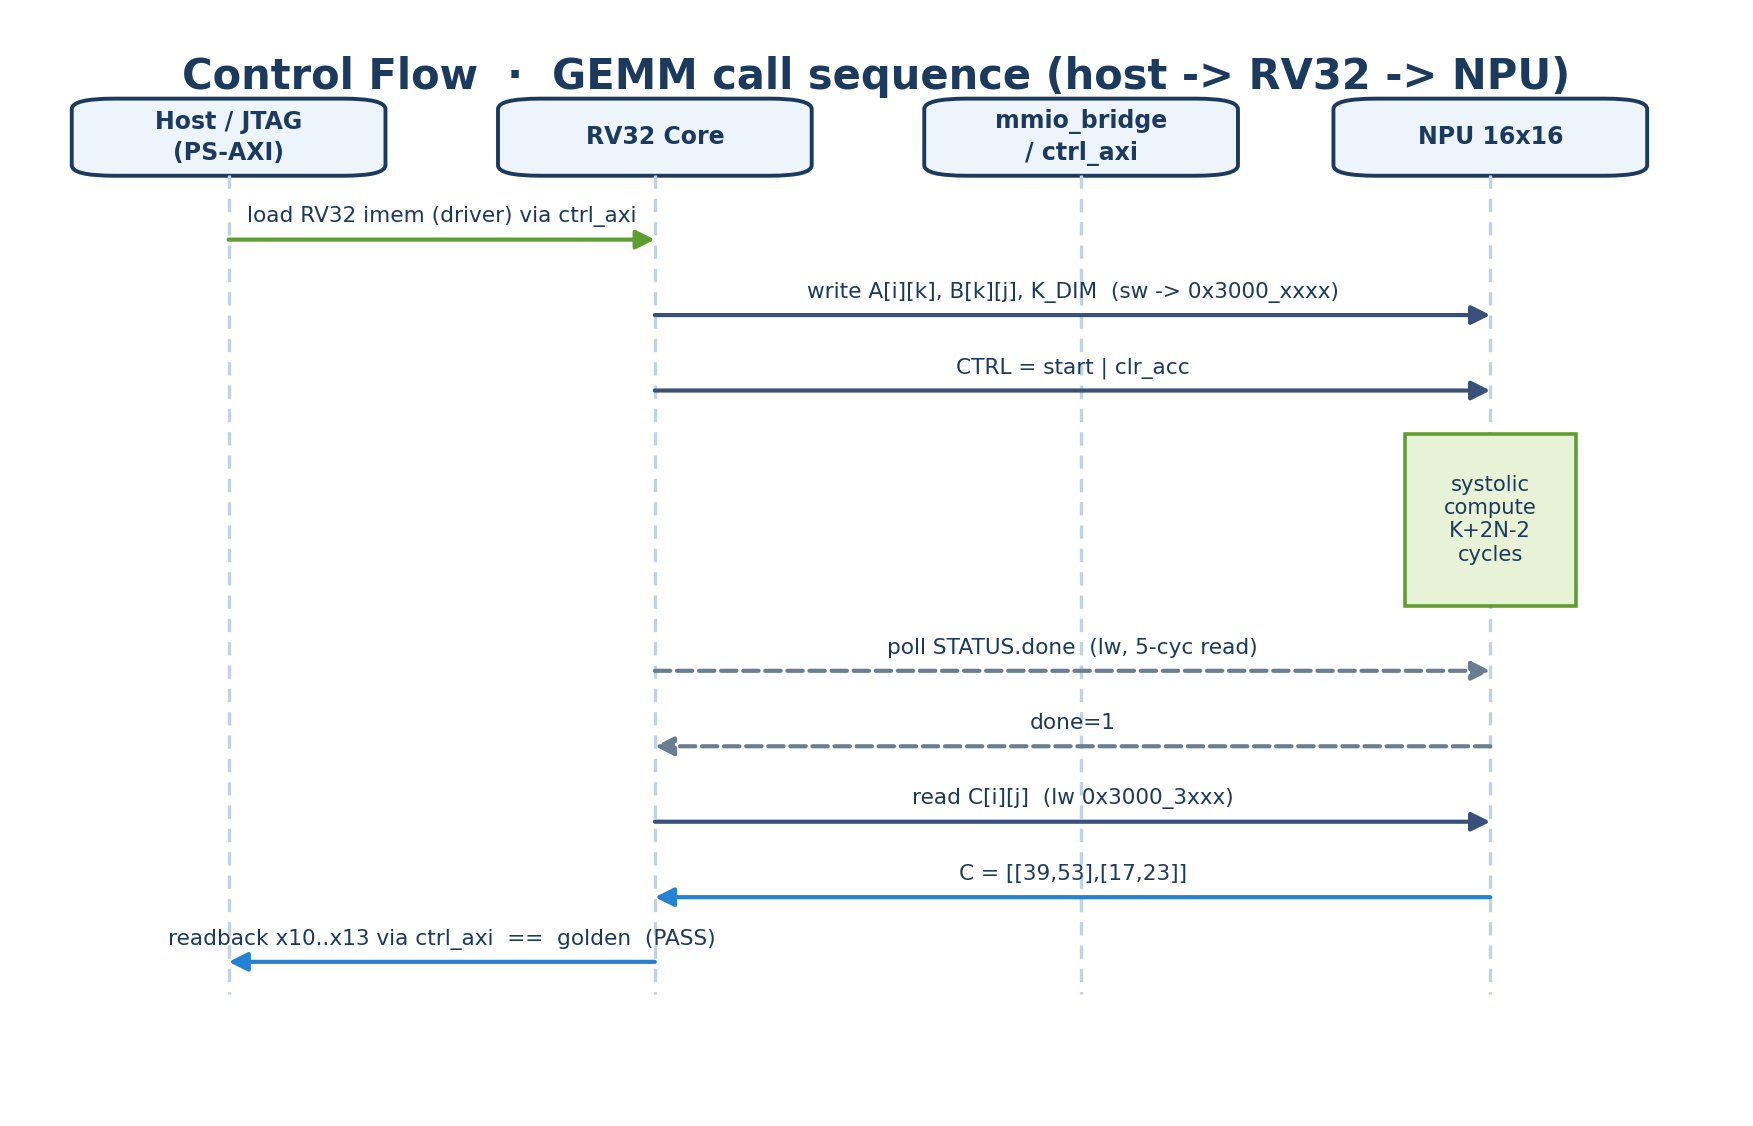 Control Flow  ·  GEMM call sequence (host -> RV32 -> NPU)
Host / JTAG
(PS-AXI)
RV32 Core
mmio_bridge
/ ctrl_axi
NPU 16x16
load RV32 imem (driver) via ctrl_axi
write A[i][k], B[k][j], K_DIM  (sw -> 0x3000_xxxx)
CTRL = start | clr_acc
systolic
compute
K+2N-2
cycles
poll STATUS.done  (lw, 5-cyc read)
done=1
read C[i][j]  (lw 0x3000_3xxx)
C = [[39,53],[17,23]]
readback x10..x13 via ctrl_axi  ==  golden  (PASS)